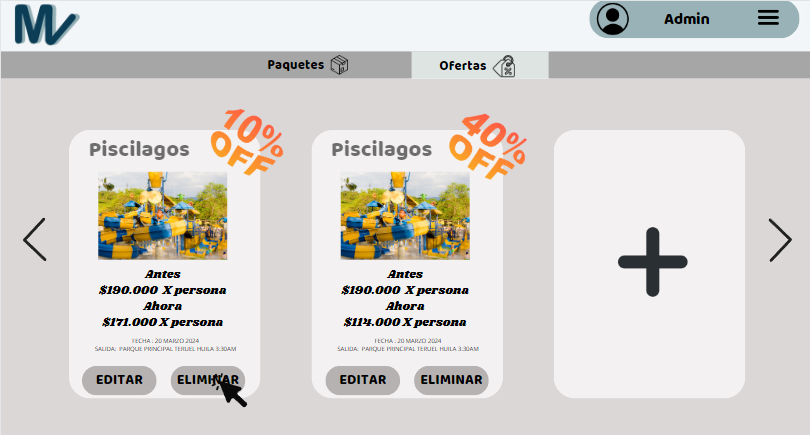 MV
Admin
Paquetes
Ofertas
10%
OFF
Piscilagos
Antes
$190.000 X persona
Ahora
$171.000 X persona
FECHA : 20 MARZO 2024
SALIDA: PARQUE PRINCIPAL TERUEL HUILA 3:30AM
EDITAR
ELIMINAR
40%
OFF
Piscilagos
Antes
$190.000 X persona
Ahora
$114.000 X persona
FECHA : 20 MARZO 2024
SALIDA: PARQUE PRINCIPAL TERUEL HUILA 3:30AM
EDITAR
ELIMINAR